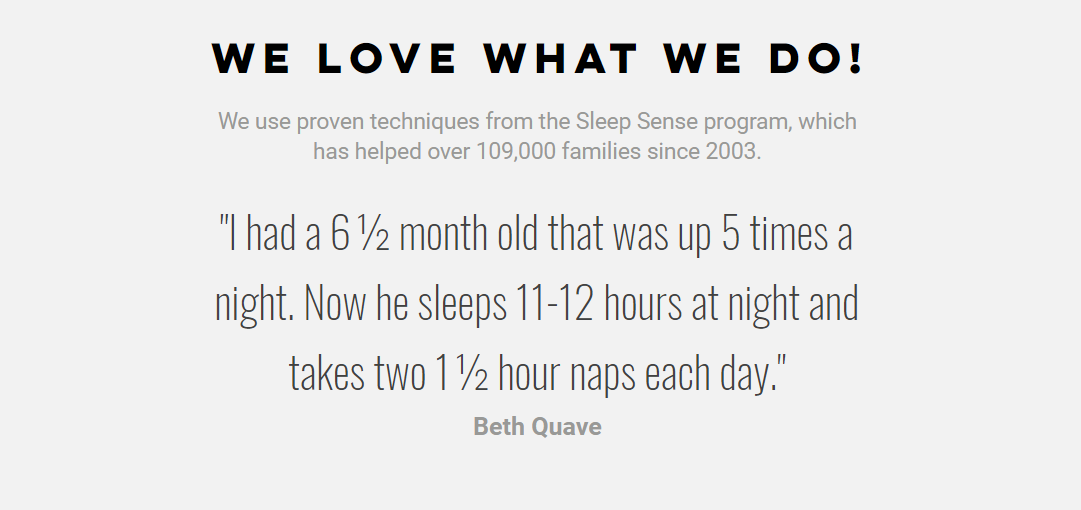 WE LOVE WHAT WE DO!
We use proven techniques from the Sleep Sense program, which
has helped over 109,000 families since 2003.
"I had a 6 ½ month old that was up 5 times a
night. Now he sleeps 11-12 hours at night and
takes two 1 ½ hour naps each day."
Beth Quave